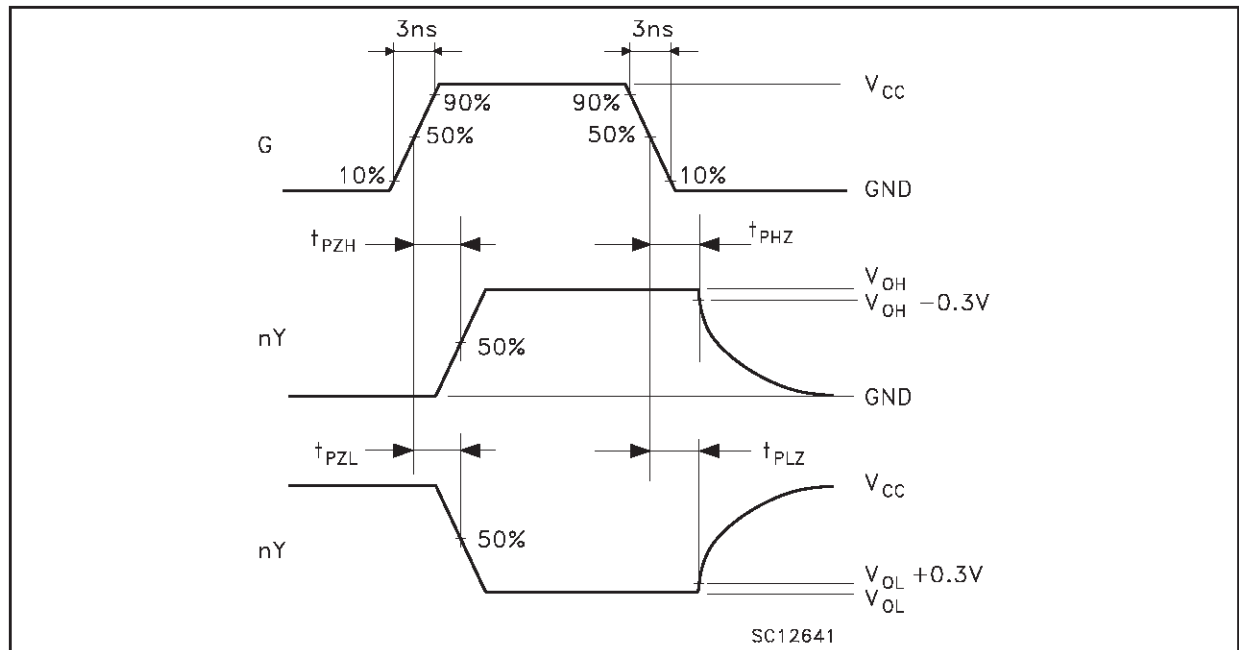 3ns 3ns
V_CC
90% 90%
50% 50%
G
10% 10%
GND
t_PZH t_PHZ
V_OH
V_OH −0.3V
nY
50%
GND
t_PZL t_PLZ
V_CC
50%
nY
V_OL +0.3V
V_OL
SC12641